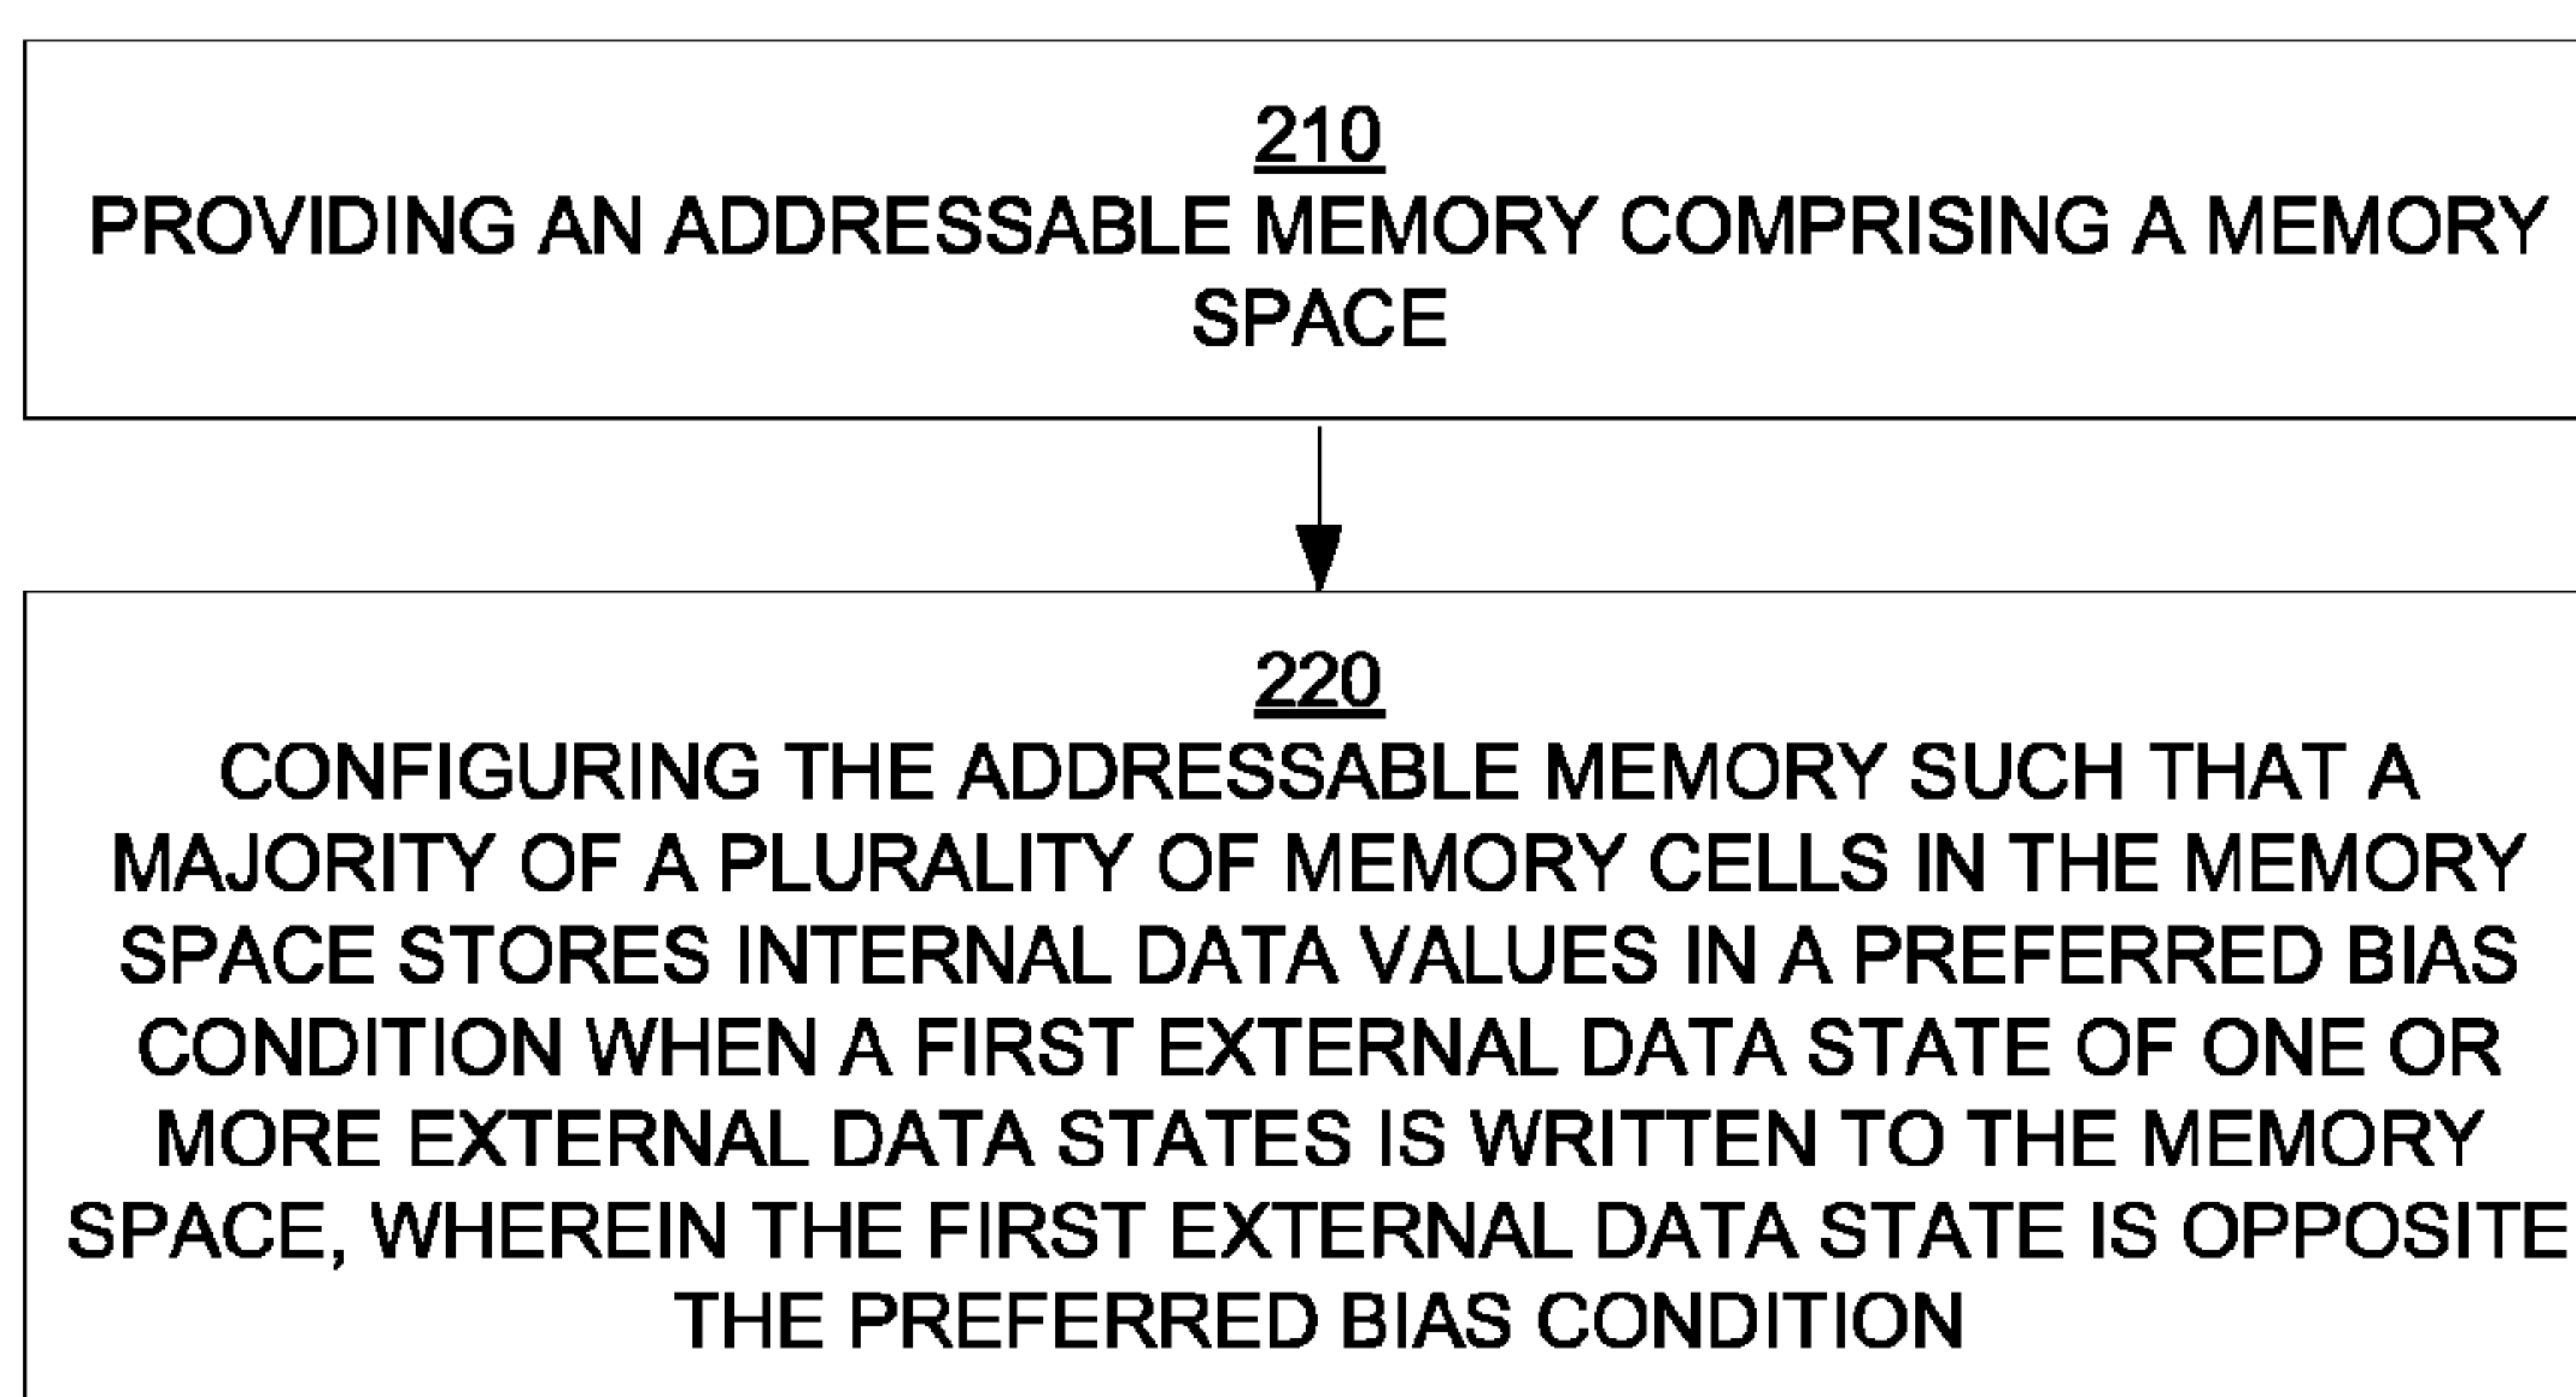 210
PROVIDING AN ADDRESSABLE MEMORY COMPRISING A MEMORY
SPACE
220
CONFIGURING THE ADDRESSABLE MEMORY SUCH THAT A
MAJORITY OF A PLURALITY OF MEMORY CELLS IN THE MEMORY
SPACE STORES INTERNAL DATA VALUES IN A PREFERRED BIAS
CONDITION WHEN A FIRST EXTERNAL DATA STATE OF ONE OR
MORE EXTERNAL DATA STATES IS WRITTEN TO THE MEMORY
SPACE, WHEREIN THE FIRST EXTERNAL DATA STATE IS OPPOSITE
THE PREFERRED BIAS CONDITION